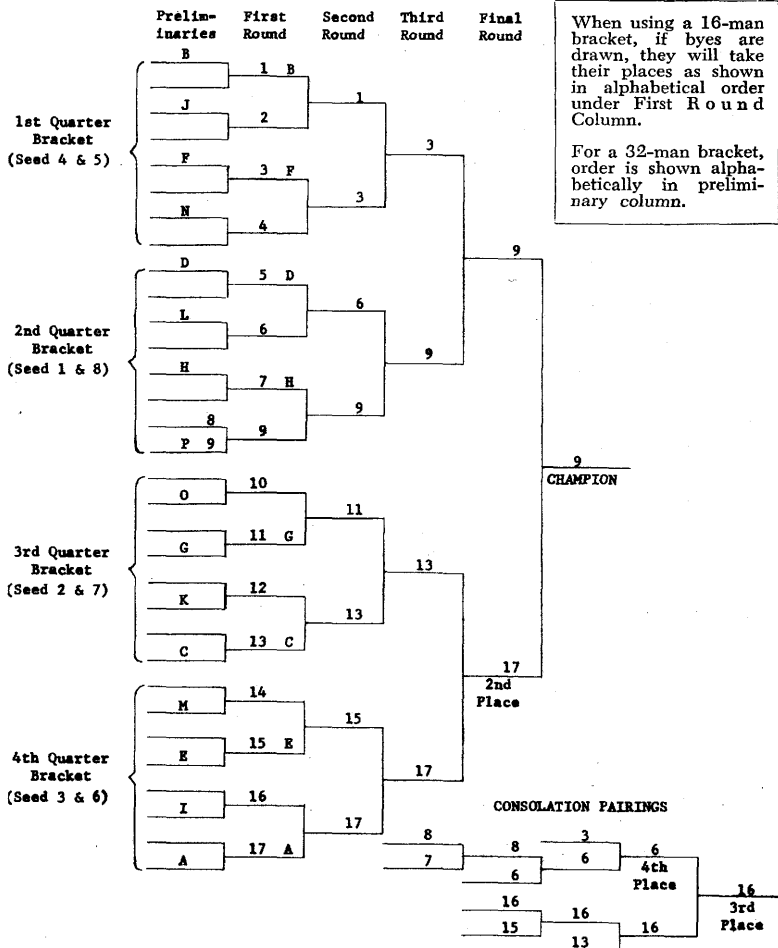 Prelim-
inaries
First
Round
Second
Round
Third
Round
Final
Round
When using a 16-man
bracket, if byes are
drawn, they will take
their places as shown
in alphabetical order
under First Round
Column.
For a 32-man bracket,
order is shown alpha-
betically in prelimi-
nary column.
1st Quarter
Bracket
(Seed 4 & 5)
B
1 B
J
2
1
F
3 F
N
4
3
3
2nd Quarter
Bracket
(Seed 1 & 8)
D
5 D
L
6
6
H
7 H
8
P 9
9
9
9
9
9
CHAMPION
3rd Quarter
Bracket
(Seed 2 & 7)
O
10
G
11 G
11
K
12
C
13 C
13
13
17
2nd
Place
4th Quarter
Bracket
(Seed 3 & 6)
M
14
E
15 E
15
I
16
A
17 A
17
17
CONSOLATION PAIRINGS
8
7
8
6
3
6
6
4th
Place
16
15
16
13
16
16
3rd
Place